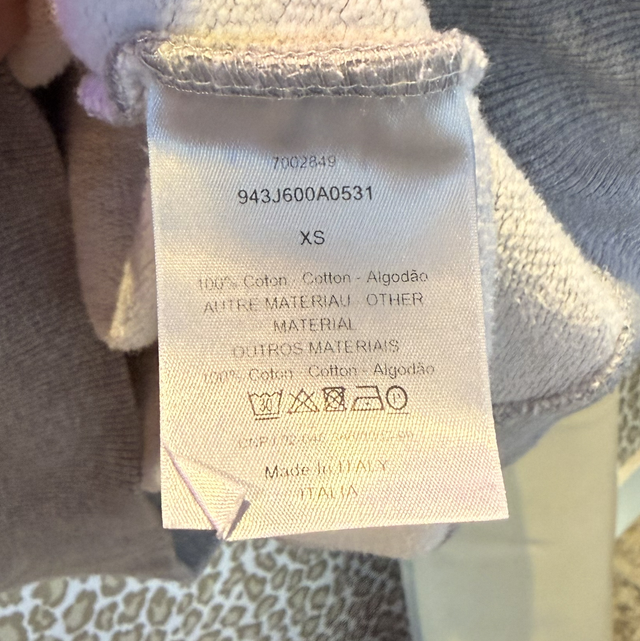 7002849
943J600A0531
XS
100% Coton - Cotton - Algodão
AUTRE MATERIAU - OTHER
MATERIAL
OUTROS MATERIAIS
100% Coton - Cotton - Algodão
30
Made in ITALY
ITALIA